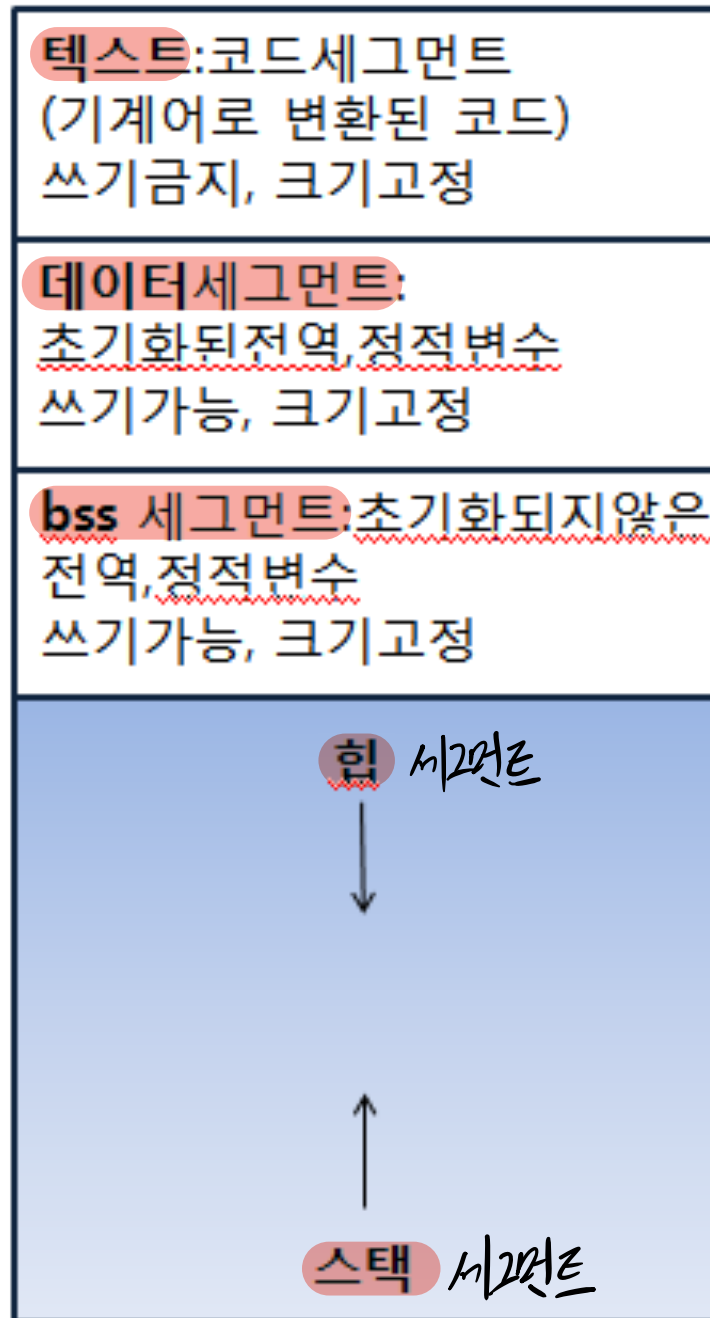 텍스트:코드세그먼트
(기계어로 변환된 코드)
쓰기금지, 크기고정
데이터세그먼트:
초기화된전역,정적변수
쓰기가능, 크기고정
bss 세그먼트:초기화되지않은
전역,정적변수
쓰기가능, 크기고정
힙 세그먼트
스택 세그먼트